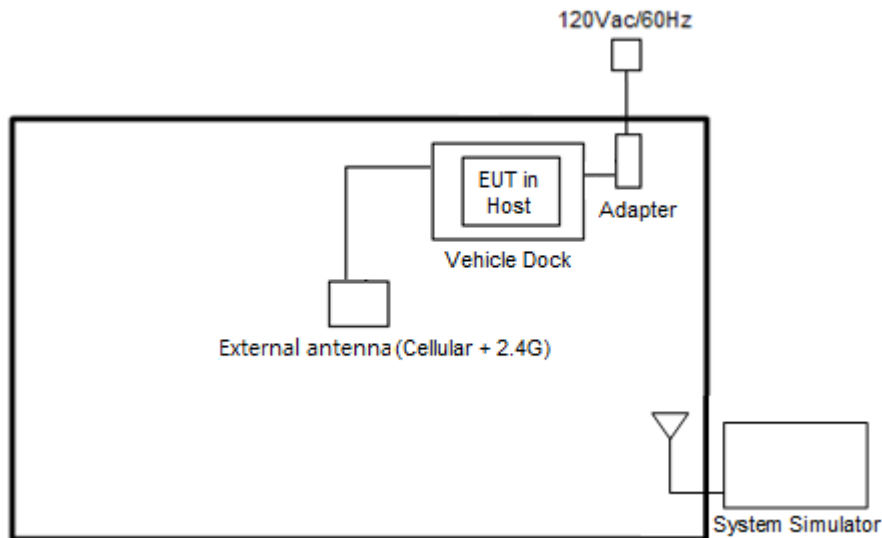 120Vac/60Hz
EUT in
Host
Adapter
Vehicle Dock
External antenna(Cellular + 2.4G)
System Simulator